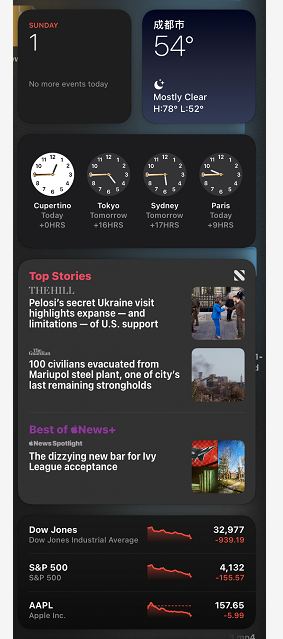 SUNDAY
1
No more events today
成都市
54°
Mostly Clear
H:78° L:52°
Cupertino
Today
+0HRS
Tokyo
Tomorrow
+16HRS
Sydney
Tomorrow
+17HRS
Paris
Today
+9HRS
Top Stories
THE HILL
Pelosi's secret Ukraine visit
highlights expanse — and
limitations — of U.S. support
The
Guardian
100 civilians evacuated from
Mariupol steel plant, one of city's
last remaining strongholds
Best of News+
News Spotlight
The dizzying new bar for Ivy
League acceptance
Dow Jones
Dow Jones Industrial Average
32,977
-939.19
S&P 500
S&P 500
4,132
-155.57
AAPL
Apple Inc.
157.65
-5.99